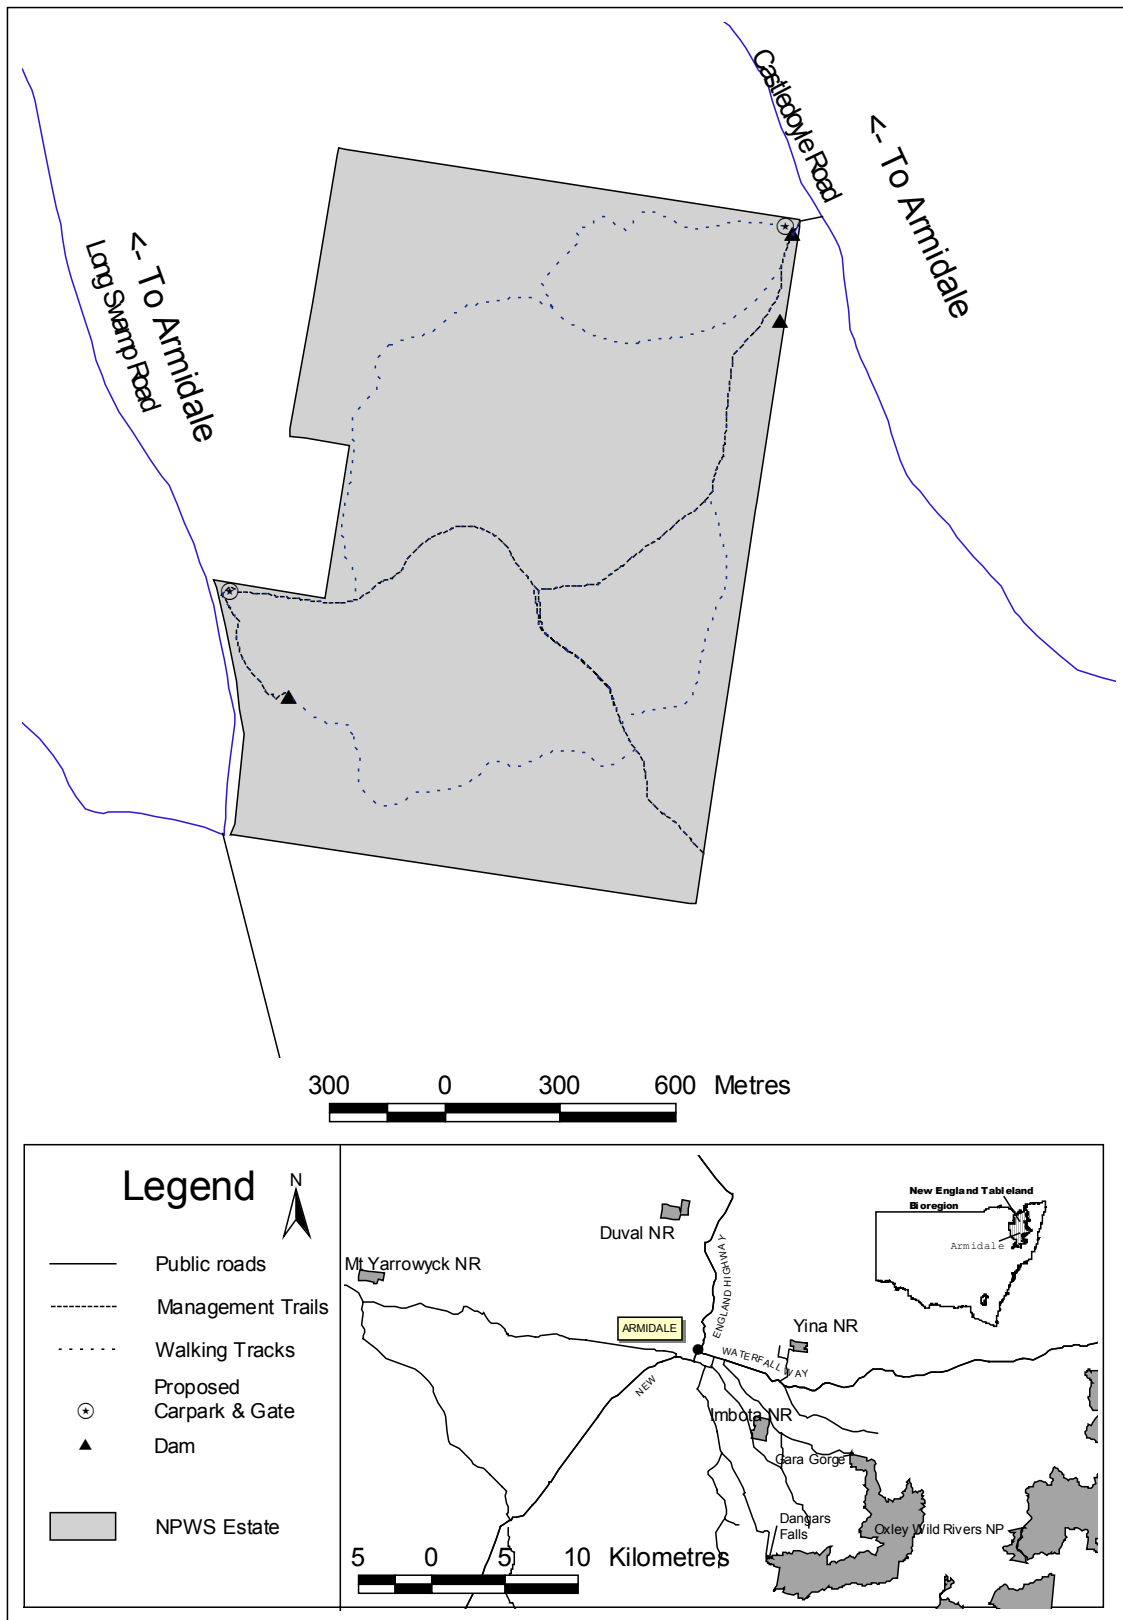 Castledoyle Road
<- To Armidale
<- To Armidale
Long Swamp Road
300 0 300 600 Metres
Legend
N
Public roads
Management Trails
Walking Tracks
Proposed
Carpark & Gate
Dam
NPWS Estate
New England Tableland
Bioregion
Armidale
Duval NR
Mt Yarrowyck NR
ENGLAND HIGHWAY
ARMIDALE
Yina NR
WATERFALL WAY
NEW
Imbota NR
Gara Gorge
Dangars
Falls
Oxley Wild Rivers NP
5 0 5 10 Kilometres